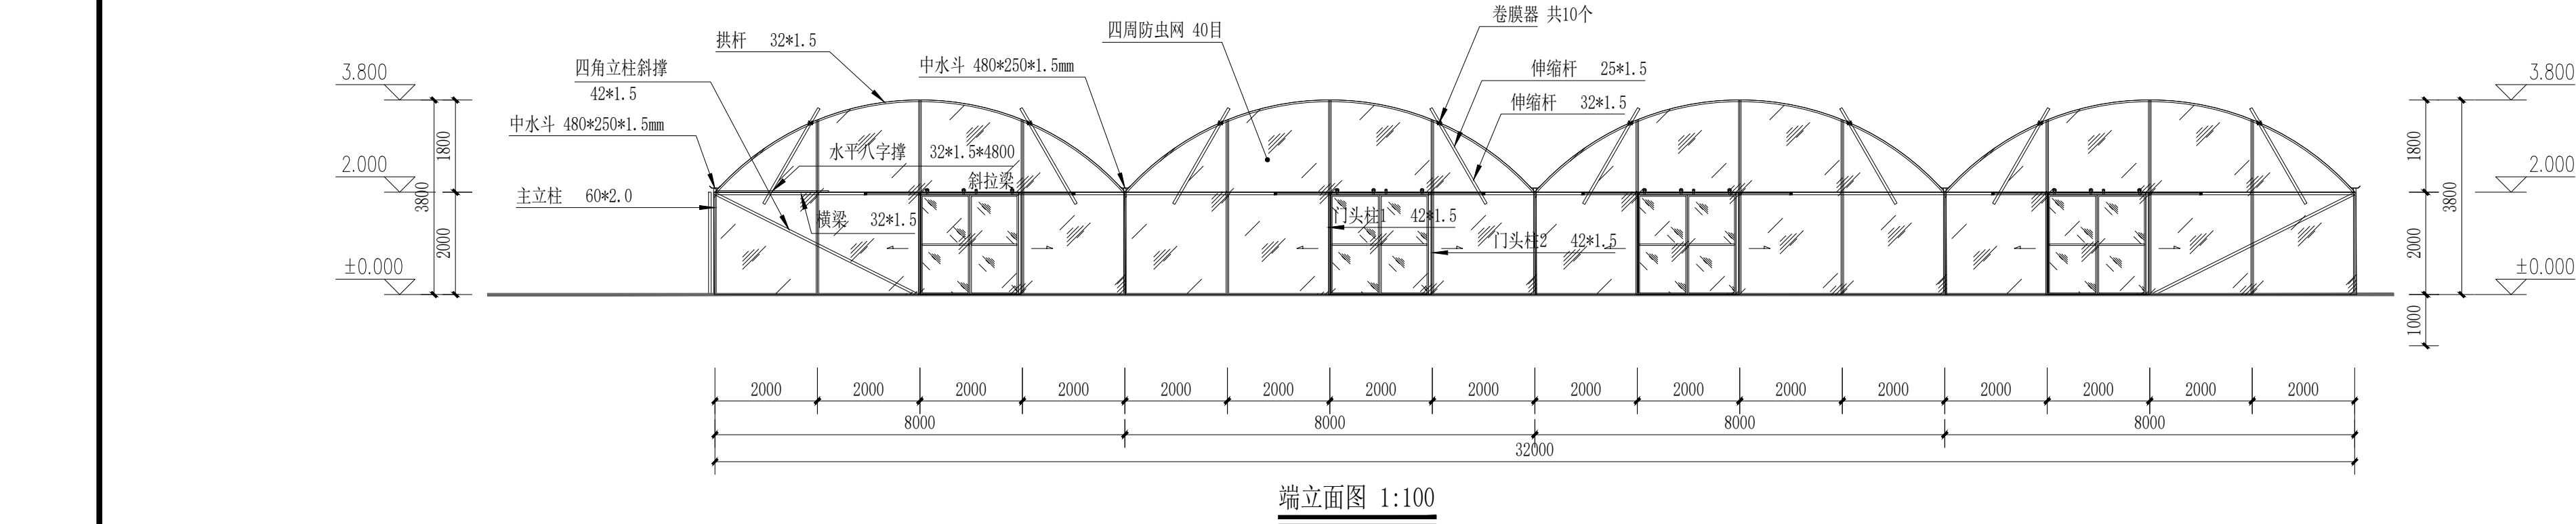 卷膜器 共10个
四周防虫网 40目
拱杆 32*1.5
中水斗 480*250*1.5mm
伸缩杆 25*1.5
四角立柱斜撑
42*1.5
伸缩杆 32*1.5
中水斗 480*250*1.5mm
水平八字撑 32*1.5*4800
斜拉梁
主立柱 60*2.0
横梁 32*1.5
门头柱1 42*1.5
门头柱2 42*1.5
3.800
2.000
±0.000
3800
1800
2000
3.800
2.000
±0.000
1800
2000
1000
3800
2000 2000 2000 2000 2000 2000 2000 2000 2000 2000 2000 2000 2000 2000 2000 2000
8000 8000 8000 8000
32000
端立面图 1:100